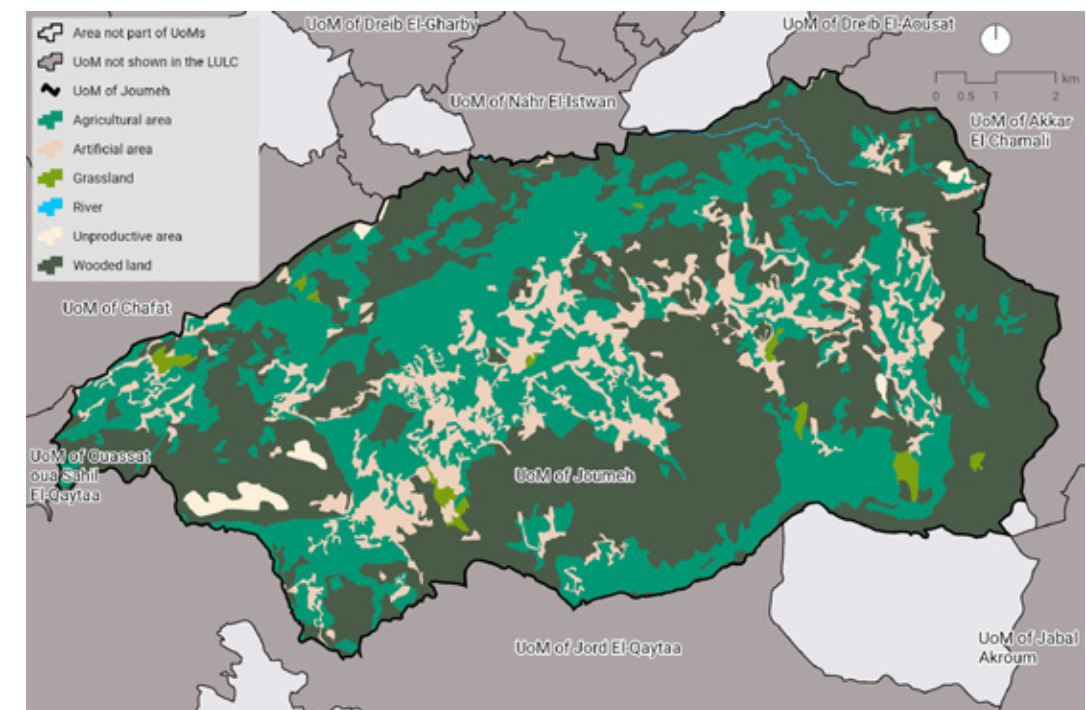 Area not part of UoMs
UoM not shown in the LULC
UoM of Joumeh
Agricultural area
Artificial area
Grassland
River
Unproductive area
Wooded land
UoM of Dreib El-Gharby
UoM of Dreib El-Aousat
km
0 0.5 1 2
UoM of Nahr El-Istwan
UoM of Akkar
El-Chamali
UoM of Chafat
UoM of Ouassat
oua Sahil
El-Qaytaa
UoM of Joumeh
UoM of Jord El-Qaytaa
UoM of Jabal
Akroum